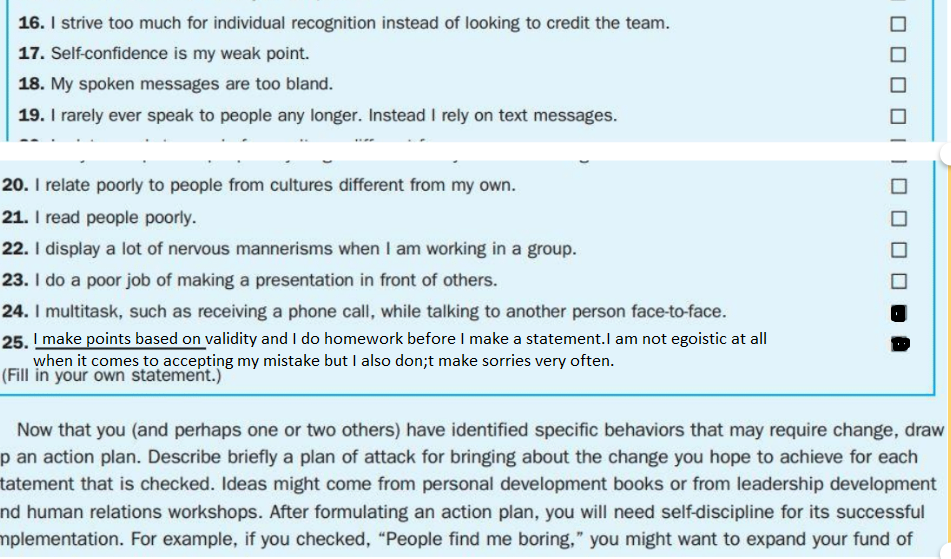 16. I strive too much for individual recognition instead of looking to credit the team.
17. Self-confidence is my weak point.
18. My spoken messages are too bland.
19. I rarely ever speak to people any longer. Instead I rely on text messages.
20. I relate poorly to people from cultures different from my own.
21. I read people poorly.
22. I display a lot of nervous mannerisms when I am working in a group.
23. I do a poor job of making a presentation in front of others.
24. I multitask, such as receiving a phone call, while talking to another person face-to-face.
25. I make points based on validity and I do homework before I make a statement.I am not egoistic at all
when it comes to accepting my mistake but I also don;t make sorries very often.
(Fill in your own statement.)
Now that you (and perhaps one or two others) have identified specific behaviors that may require change, draw
p an action plan. Describe briefly a plan of attack for bringing about the change you hope to achieve for each
tatement that is checked. Ideas might come from personal development books or from leadership development
nd human relations workshops. After formulating an action plan, you will need self-discipline for its successful
mplementation. For example, if you checked, “People find me boring,” you might want to expand your fund of